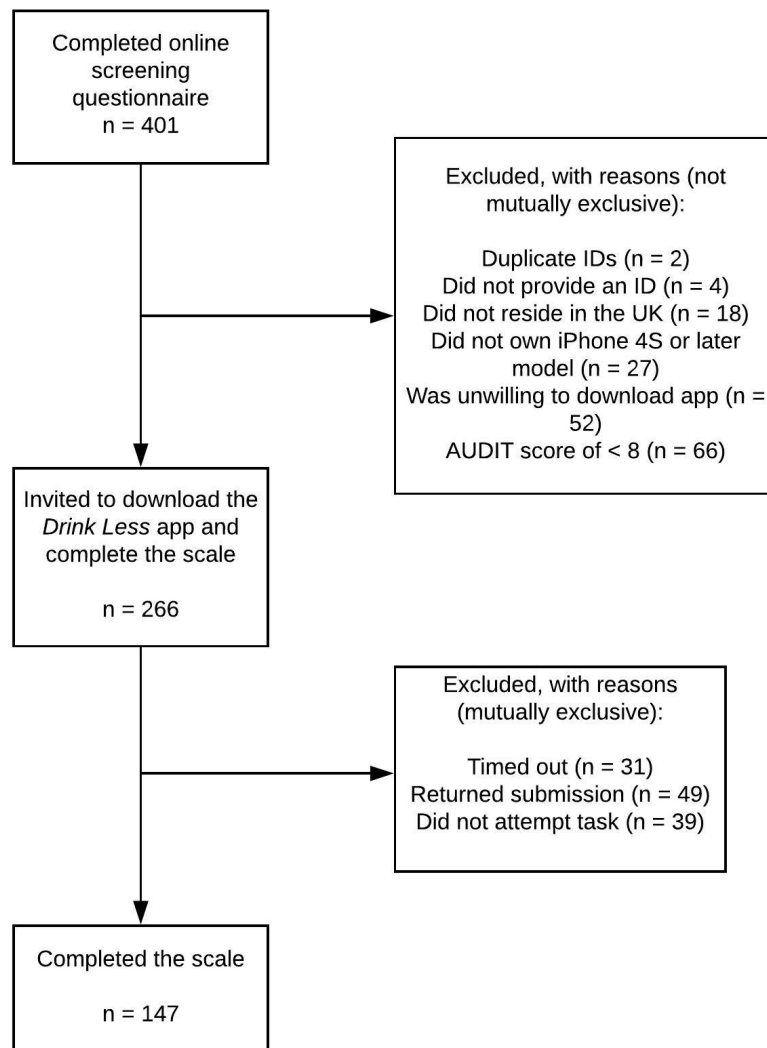 Completed online
screening
questionnaire
n = 401
Excluded, with reasons (not
mutually exclusive):
Duplicate IDs (n = 2)
Did not provide an ID (n = 4)
Did not reside in the UK (n = 18)
Did not own iPhone 4S or later
model (n = 27)
Was unwilling to download app (n =
52)
AUDIT score of < 8 (n = 66)
Invited to download the
Drink Less app and
complete the scale
n = 266
Excluded, with reasons
(mutually exclusive):
Timed out (n = 31)
Returned submission (n = 49)
Did not attempt task (n = 39)
Completed the scale
n = 147